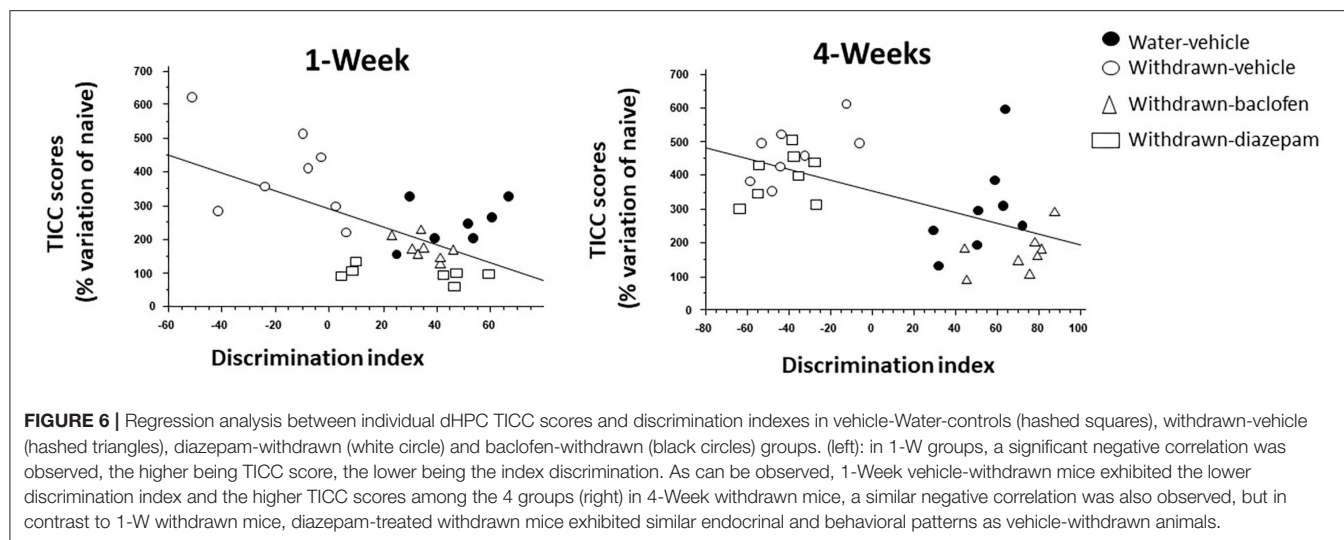 1-Week
TICC scores
(% variation of naive)
700
600
500
400
300
200
100
0
-60
-40
-20
0
20
40
60
Discrimination index
4-Weeks
TICC scores
(% variation of naive)
700
600
500
400
300
200
100
0
-80
-60
-40
-20
0
20
40
60
80
100
Discrimination index
Water-vehicle
Withdrawn-vehicle
Withdrawn-baclofen
Withdrawn-diazepam
FIGURE 6 | Regression analysis between individual dHPC TICC scores and discrimination indexes in vehicle-Water-controls (hashed squares), withdrawn-vehicle
(hashed triangles), diazepam-withdrawn (white circle) and baclofen-withdrawn (black circles) groups. (left): in 1-W groups, a significant negative correlation was
observed, the higher being TICC score, the lower being the index discrimination. As can be observed, 1-Week vehicle-withdrawn mice exhibited the lower
discrimination index and the higher TICC scores among the 4 groups (right) in 4-Week withdrawn mice, a similar negative correlation was also observed, but in
contrast to 1-W withdrawn mice, diazepam-treated withdrawn mice exhibited similar endocrinal and behavioral patterns as vehicle-withdrawn animals.